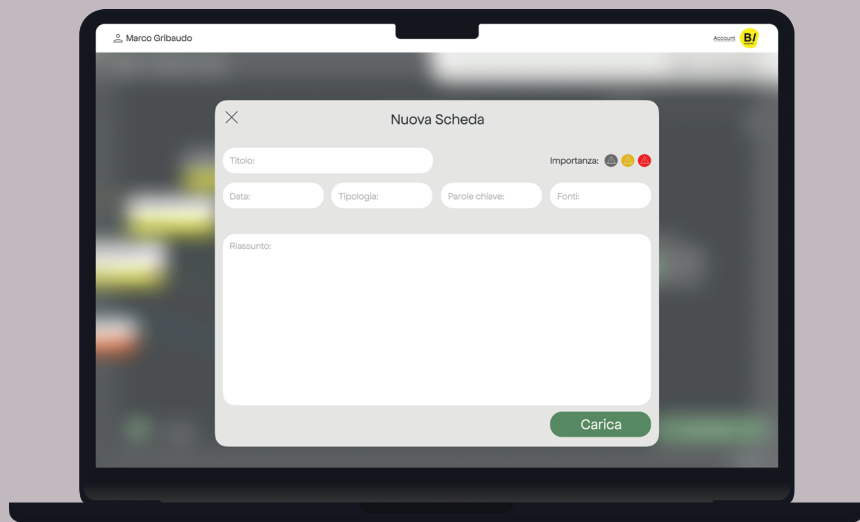 Marco Gribaudo
Account
B!
Nuova Scheda
Titolo:
Importanza:
Data:
Tipologia:
Parole chiave:
Fonti:
Riassunto:
Carica